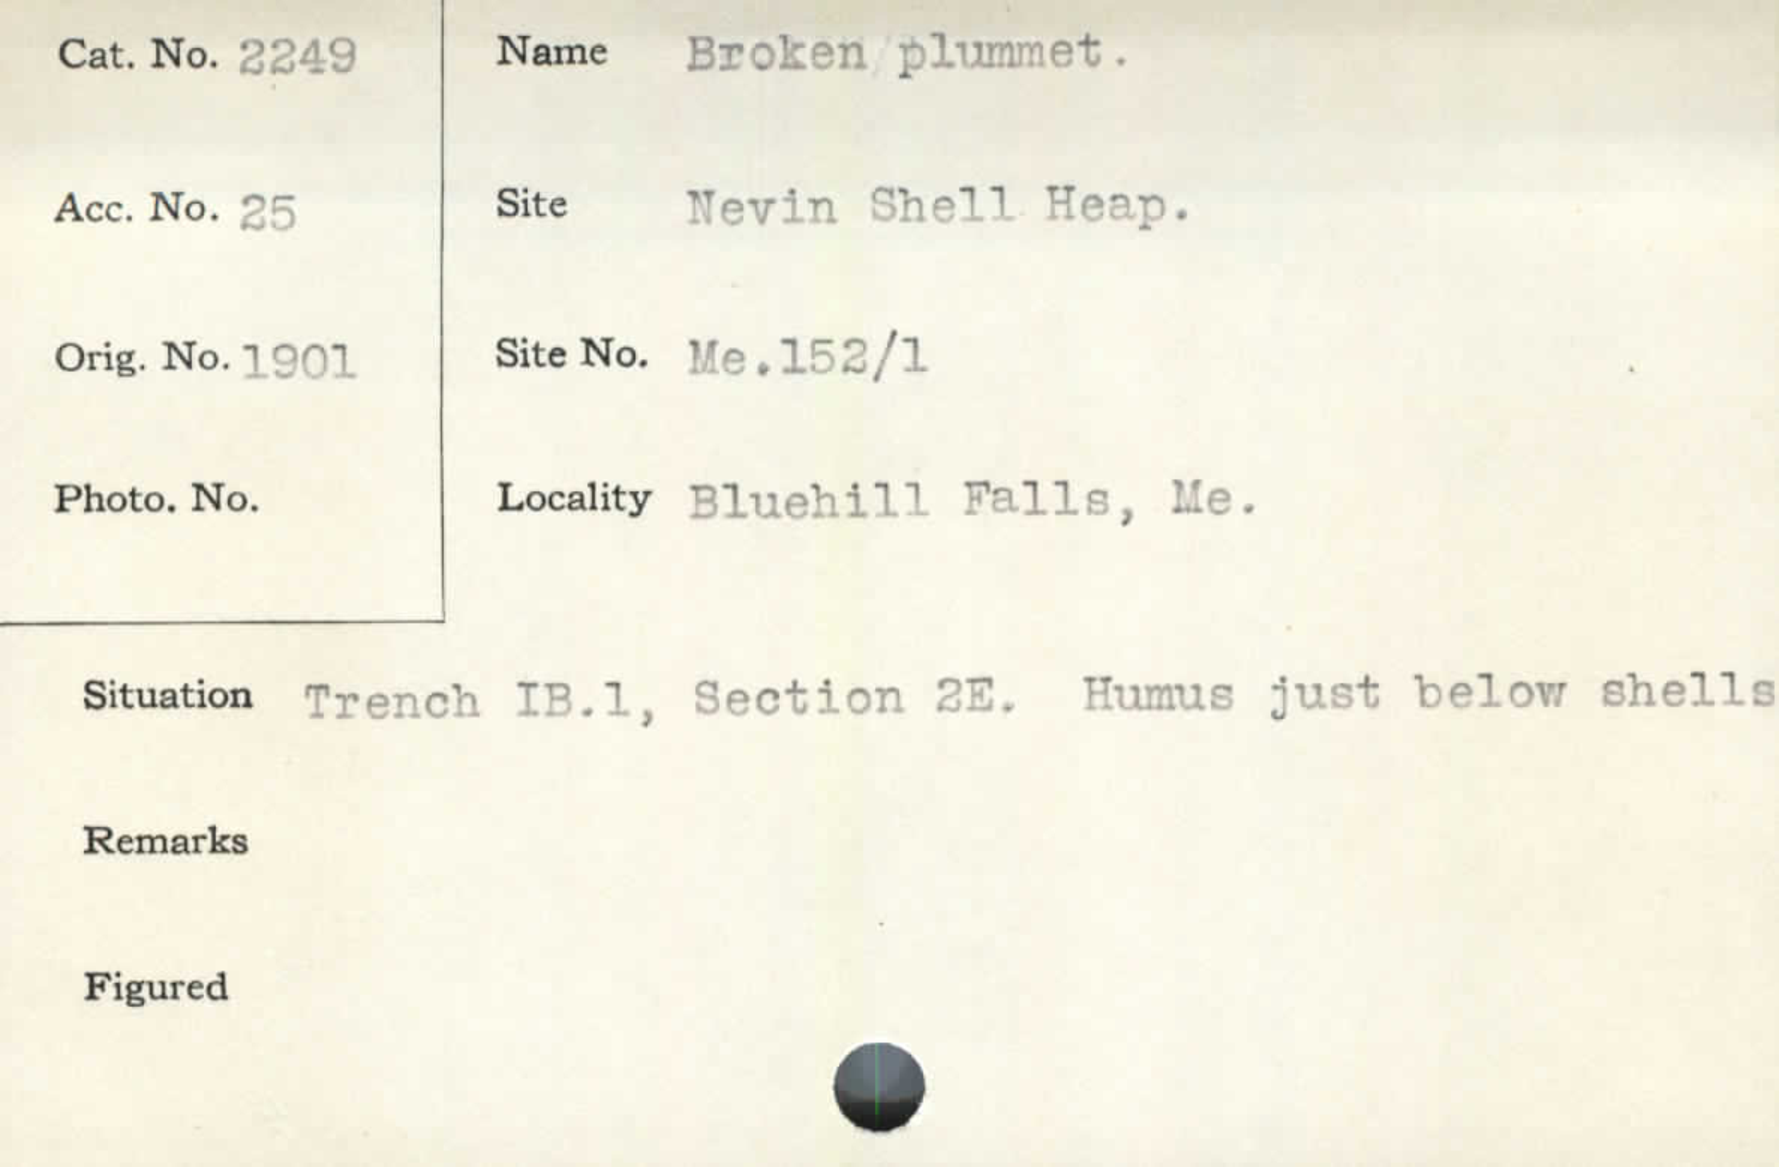 Cat. No. 2249
Name Broken plummet.
Acc. No. 25
Site Nevin Shell Heap.
Orig. No. 1901
Site No. Me.152/1
Photo. No.
Locality Bluehill Falls, Me.
Situation Trench IB.1, Section 2E. Humus just below shells
Remarks
Figured